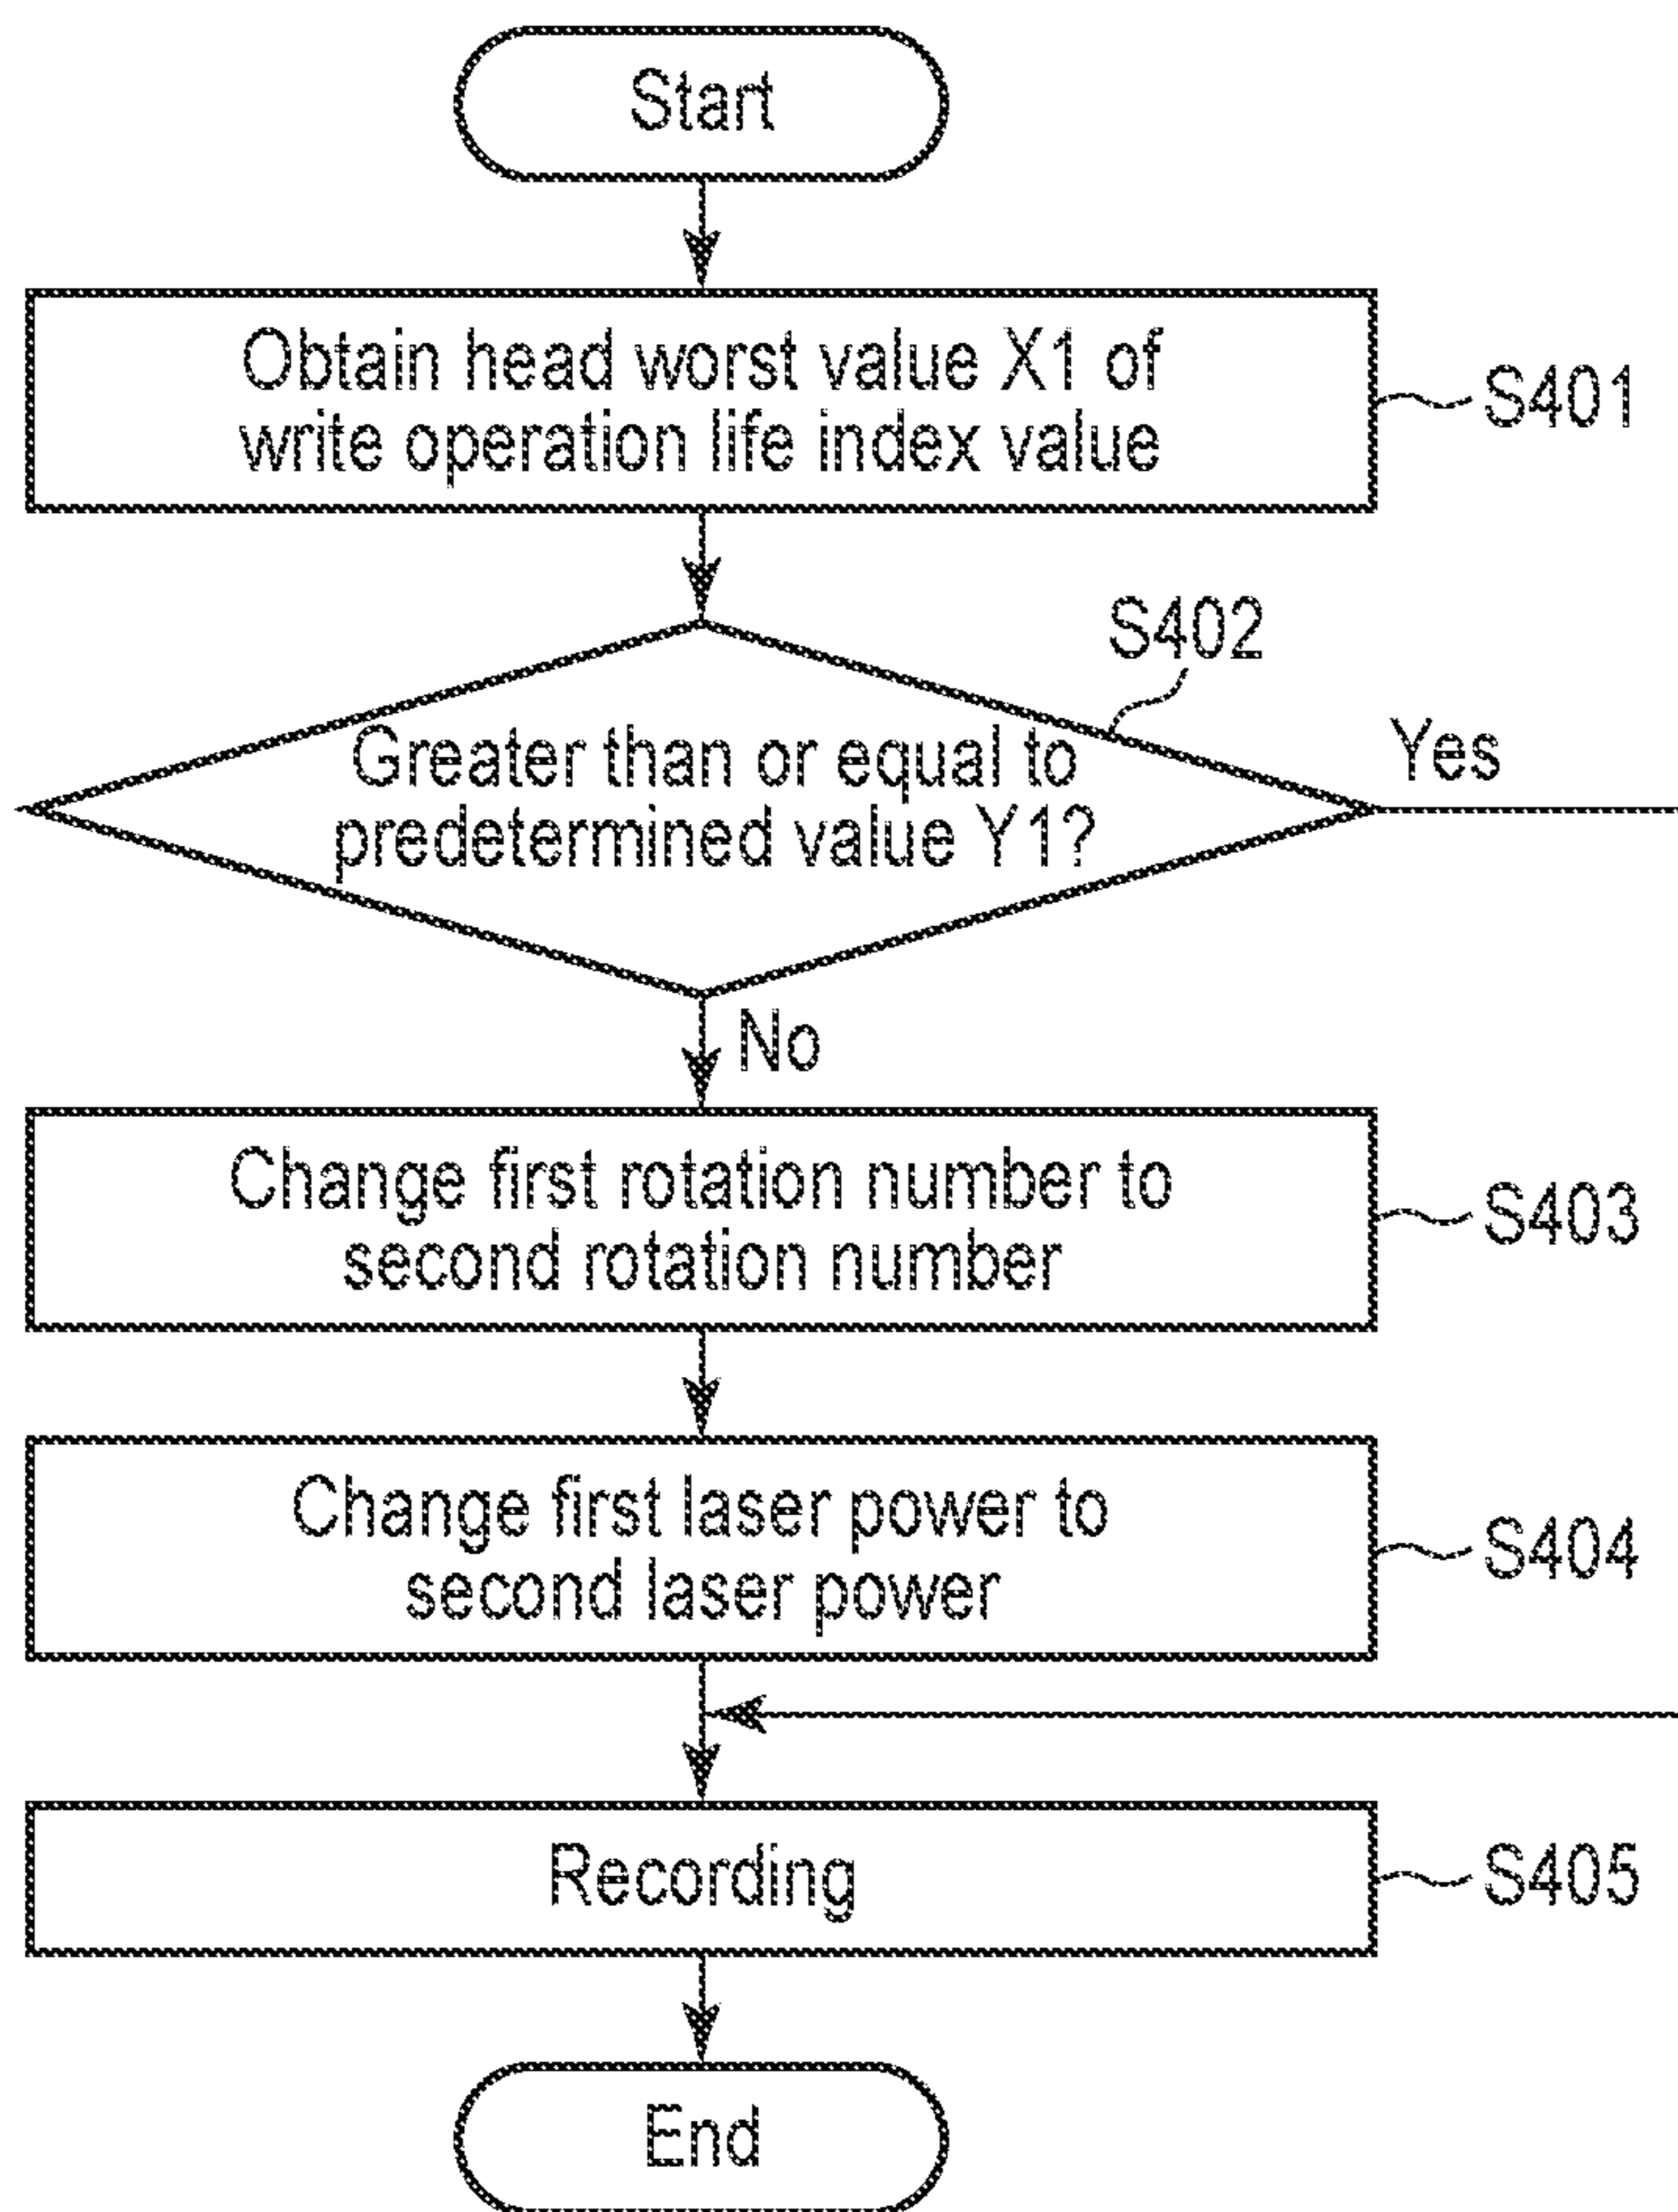 Start
Obtain head worst value X1 of
write operation life index value
S401
S402
Greater than or equal to
predetermined value Y1?
Yes
No
Change first rotation number to
second rotation number
S403
Change first laser power to
second laser power
S404
Recording
S405
End